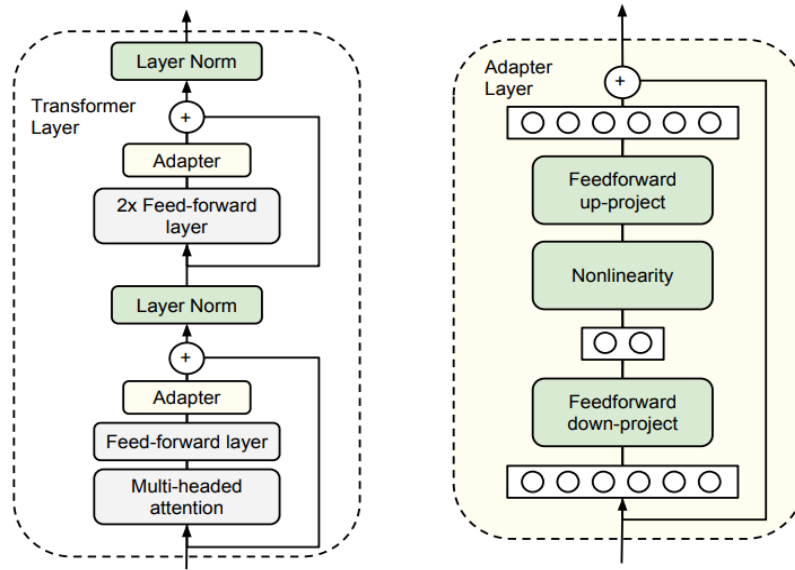 Layer Norm
Transformer
Layer
+
Adapter
2x Feed-forward
layer
Layer Norm
+
Adapter
Feed-forward layer
Multi-headed
attention
Adapter
Layer
+
Feedforward
up-project
Nonlinearity
Feedforward
down-project